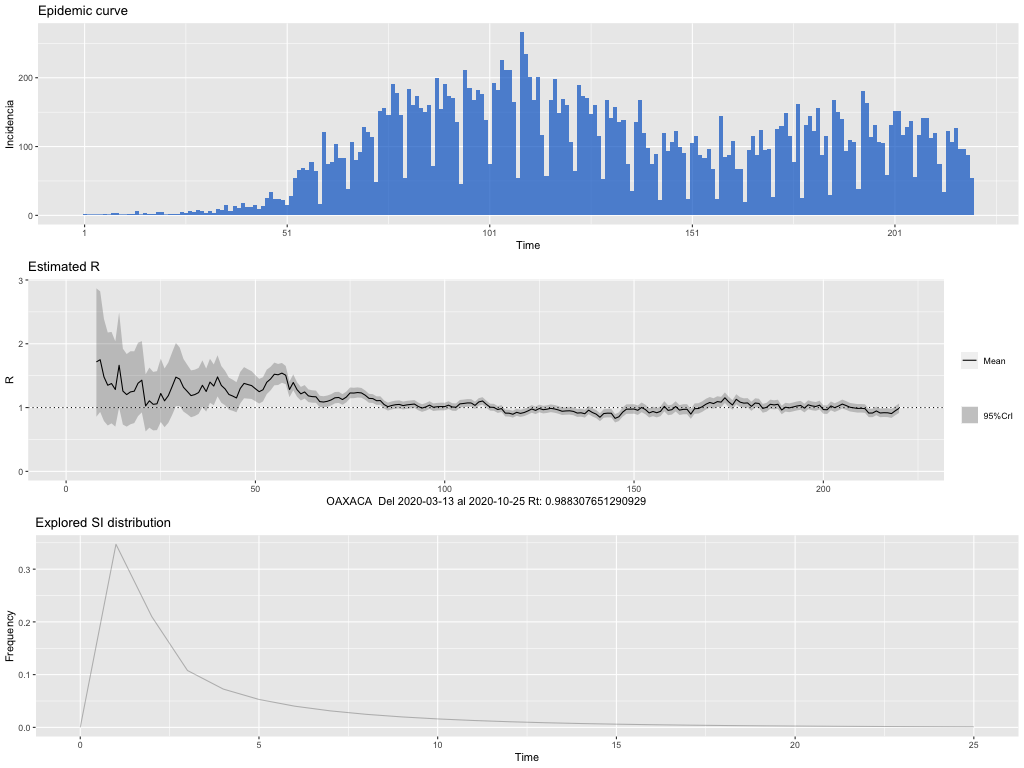 Epidemic curve
Incidencia
200
100
0
1 51 101 151 201
Time
Estimated R
R
3
2
1
0
0 50 100 150 200
Mean
95%CrI
OAXACA  Del 2020-03-13 al 2020-10-25 Rt: 0.988307651290929
Explored SI distribution
Frequency
0.3
0.2
0.1
0.0
0 5 10 15 20 25
Time